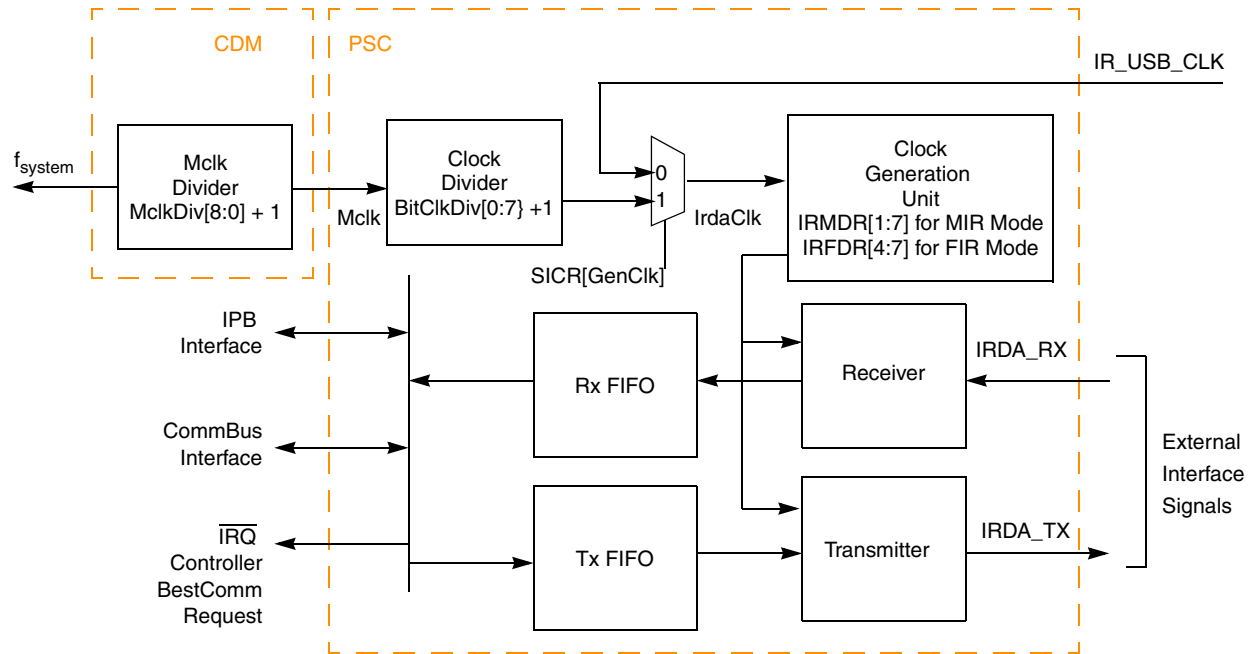 CDM
PSC
IR_USB_CLK
fsystem
Mclk
Divider
MclkDiv[8:0] + 1
Mclk
Clock
Divider
BitClkDiv[0:7} +1
0
1
SICR[GenClk]
IrdaClk
Clock
Generation
Unit
IRMDR[1:7] for MIR Mode
IRFDR[4:7] for FIR Mode
IPB
Interface
CommBus
Interface
IRQ
Controller
BestComm
Request
Rx FIFO
Receiver
IRDA_RX
Tx FIFO
Transmitter
IRDA_TX
External
Interface
Signals